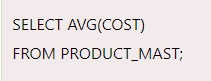 SELECT AVG(COST)
FROM PRODUCT_MAST;